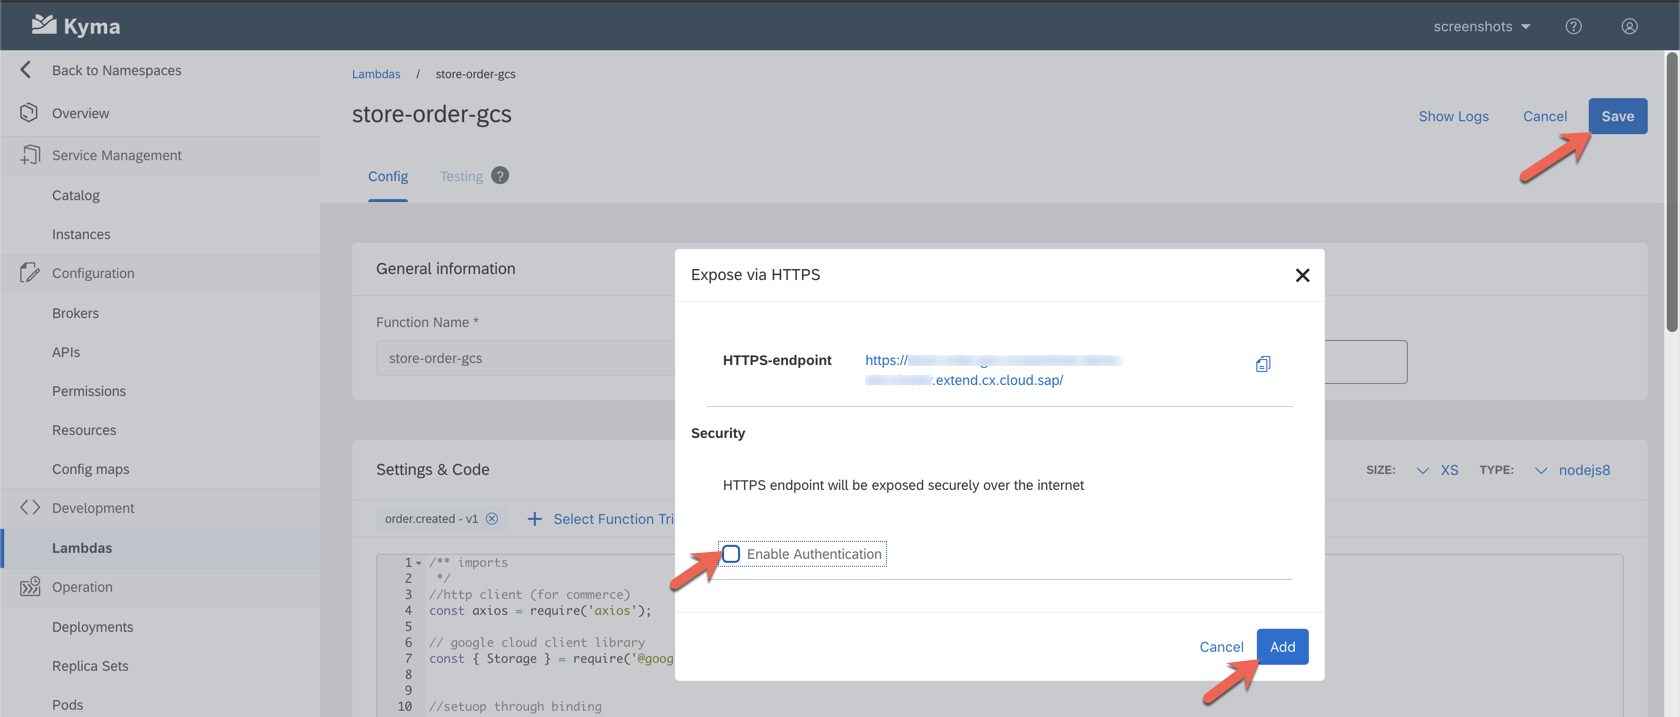 Kyma
screenshots
Back to Namespaces
Overview
Service Management
Catalog
Instances
Configuration
Brokers
APIs
Permissions
Resources
Config maps
Development
Lambdas
Operation
Deployments
Replica Sets
Pods
Lambdas / store-order-gcs
store-order-gcs
Show Logs Cancel Save
Config Testing ?
General information
Function Name *
store-order-gcs
Settings & Code
SIZE: XS TYPE: nodejs8
order.created - v1 + Select Function Tri
1 /** imports
2 */
3 //http client (for commerce)
4 const axios = require('axios');
5
6 // google cloud client library
7 const { Storage } = require('@goog
8
9
10 //setuop through binding
Expose via HTTPS
HTTPS-endpoint https://
.extend.cx.cloud.sap/
Security
HTTPS endpoint will be exposed securely over the internet
Enable Authentication
Cancel Add